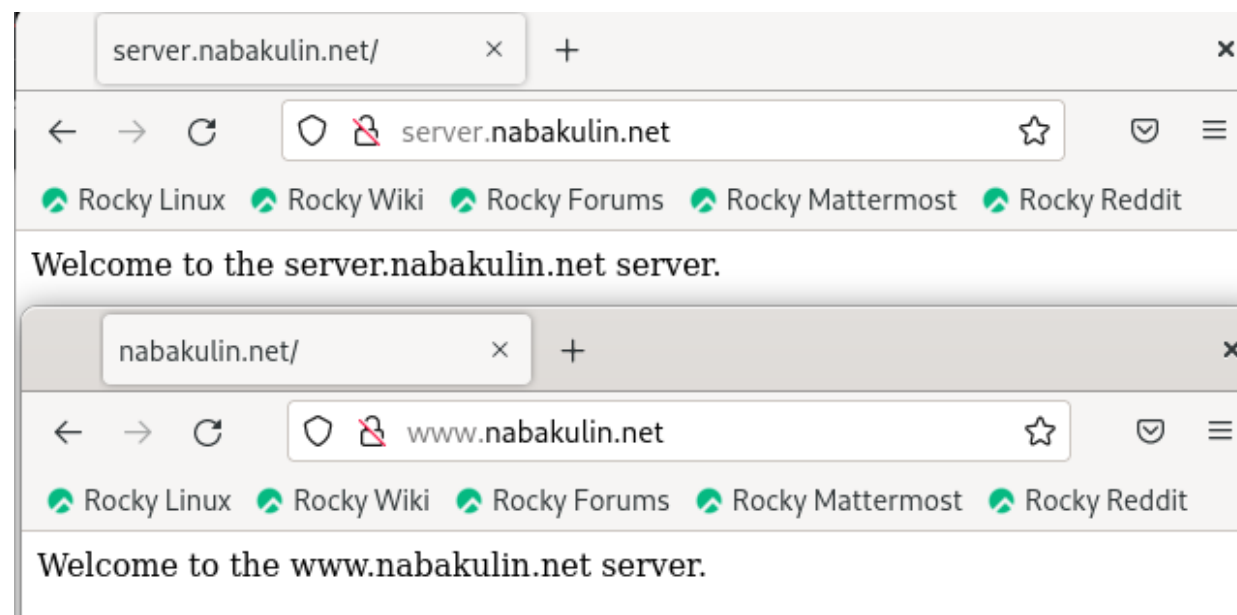 server.nabakulin.net/
server.nabakulin.net
Rocky Linux Rocky Wiki Rocky Forums Rocky Mattermost Rocky Reddit
Welcome to the server.nabakulin.net server.
nabakulin.net/
www.nabakulin.net
Rocky Linux Rocky Wiki Rocky Forums Rocky Mattermost Rocky Reddit
Welcome to the www.nabakulin.net server.